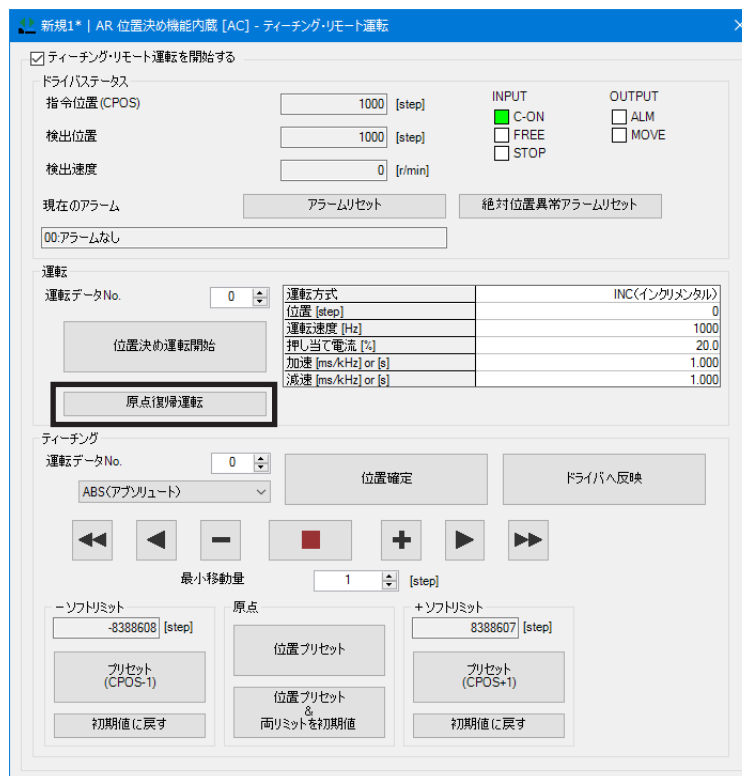 新規1* | AR 位置決め機能内蔵 [AC] - ティーチング・リモート運転
ティーチング・リモート運転を開始する
ドライバステータス
指令位置(CPOS) 1000 [step]
検出位置 1000 [step]
検出速度 0 [r/min]
INPUT OUTPUT
C-ON ALM
FREE MOVE
STOP
現在のアラーム アラームリセット 絶対位置異常アラームリセット
00:アラームなし
運転
運転データNo. 0
位置決め運転開始
原点復帰運転
運転方式 INC(インクリメンタル)
位置 [step] 0
運転速度 [Hz] 1000
押し当て電流 [%] 20.0
加速 [ms/kHz] or [s] 1.000
減速 [ms/kHz] or [s] 1.000
ティーチング
運転データNo. 0
ABS(アブソリュート)
位置確定 ドライバへ反映
最小移動量 1 [step]
－ソフトリミット
-8388608 [step]
プリセット
(CPOS-1)
初期値に戻す
原点
位置プリセット
位置プリセット
&
両リミットを初期値
＋ソフトリミット
8388607 [step]
プリセット
(CPOS+1)
初期値に戻す